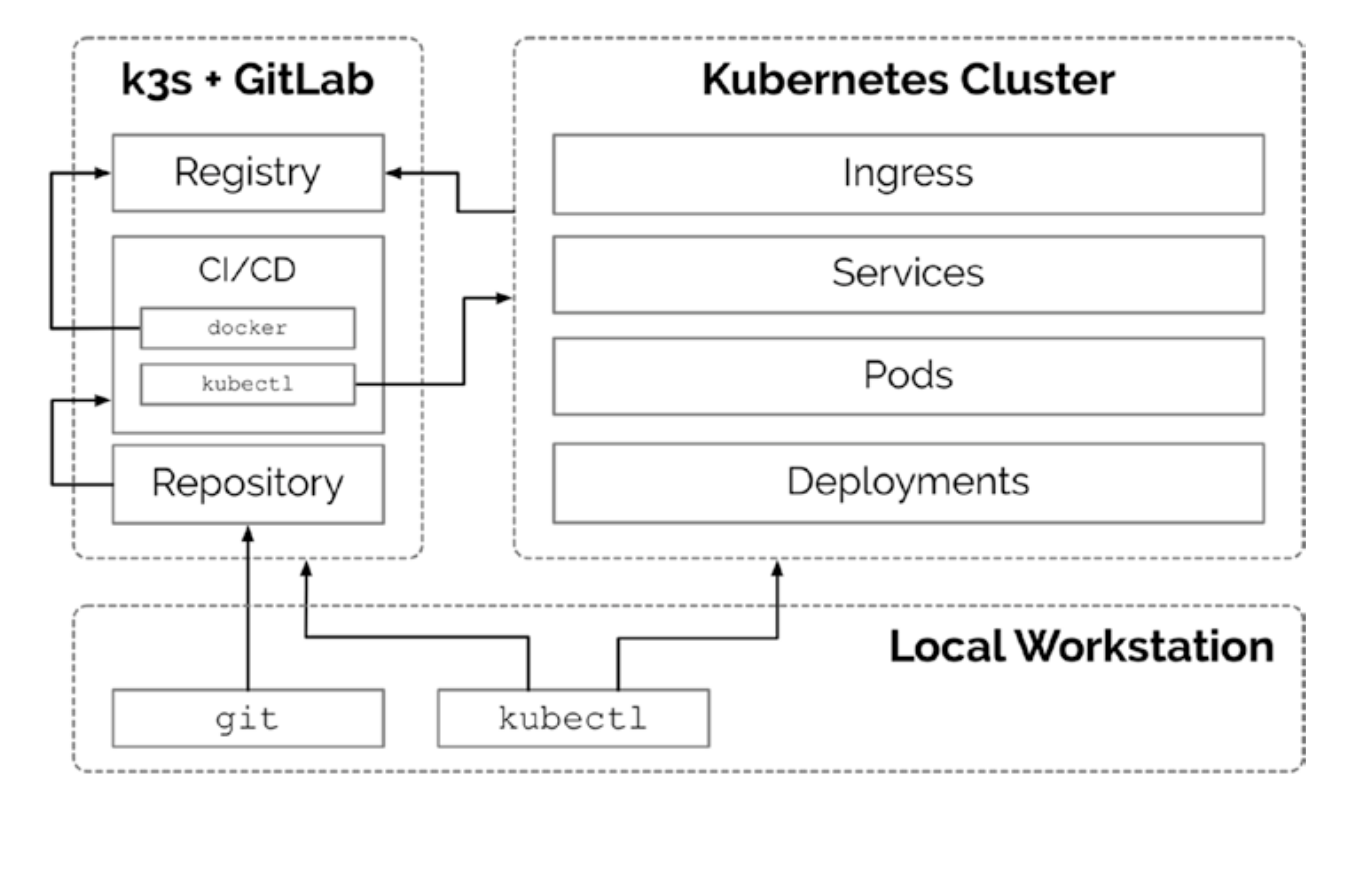 k3s + GitLab
Registry
CI/CD
docker
kubectl
Repository
Kubernetes Cluster
Ingress
Services
Pods
Deployments
Local Workstation
git
kubectl